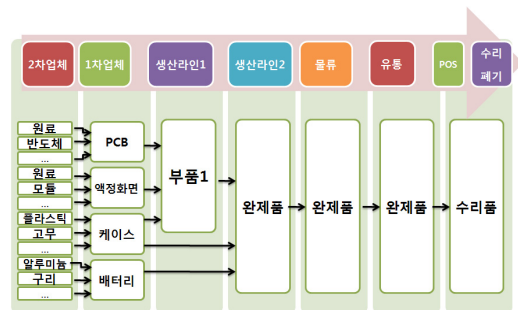 2차업체
1차업체
생산라인1
생산라인2
물류
유통
POS
수리
폐기
원료
반도체
...
원료
모듈
...
플라스틱
고무
...
알루미늄
구리
...
PCB
액정화면
케이스
배터리
부품1
완제품
완제품
완제품
수리품